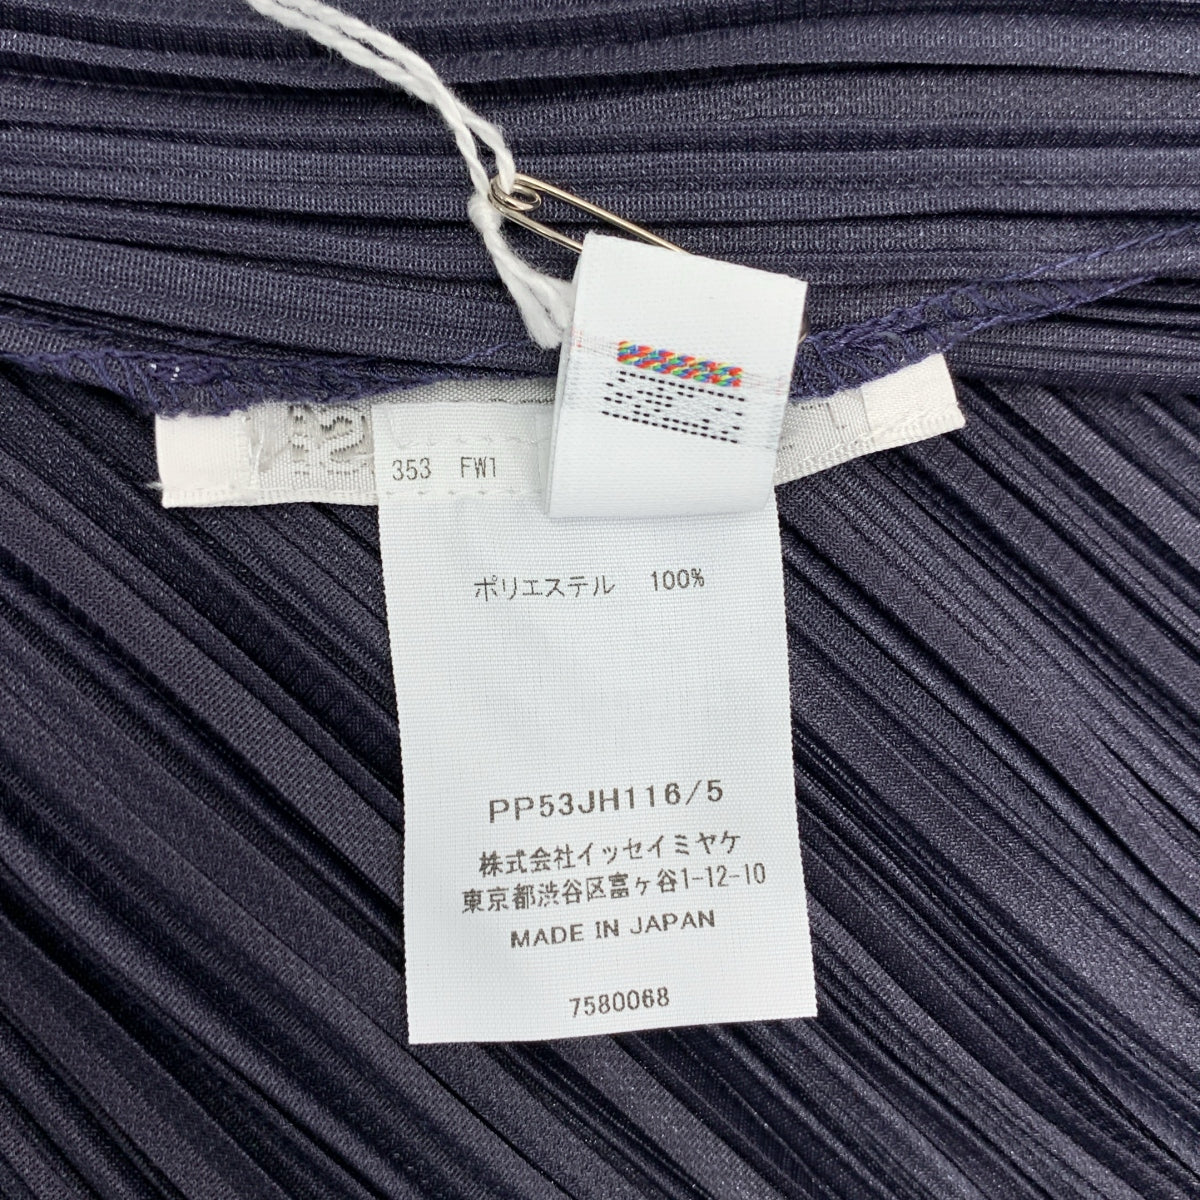 353 FW1
ポリエステル 100%
PP53JH116/5
株式会社イッセイミヤケ
東京都渋谷区富ヶ谷1-12-10
MADE IN JAPAN
7580068